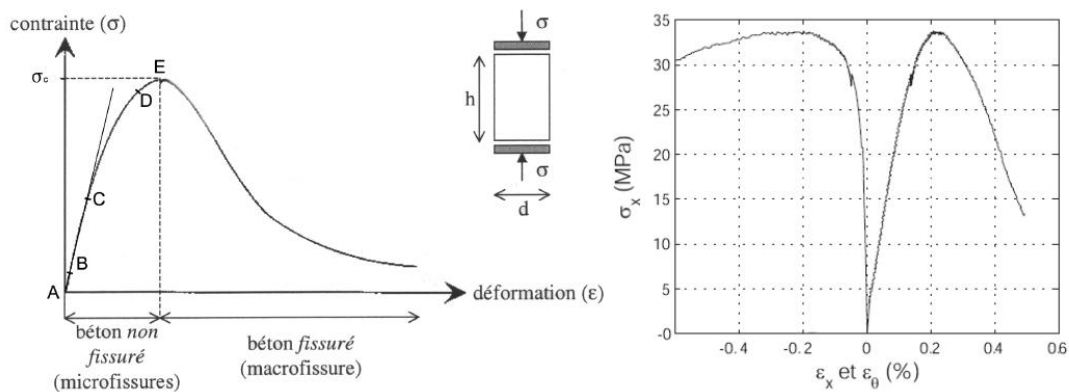 contrainte (σ)
σc
E
D
C
B
A
déformation (ε)
béton non
fissuré
(microfissures)
béton fissuré
(macrofissure)
σ
h
σ
d
35
30
25
20
15
10
5
-0
σx (MPa)
-0.4 -0.2 0 0.2 0.4 0.6
εx et εθ (%)